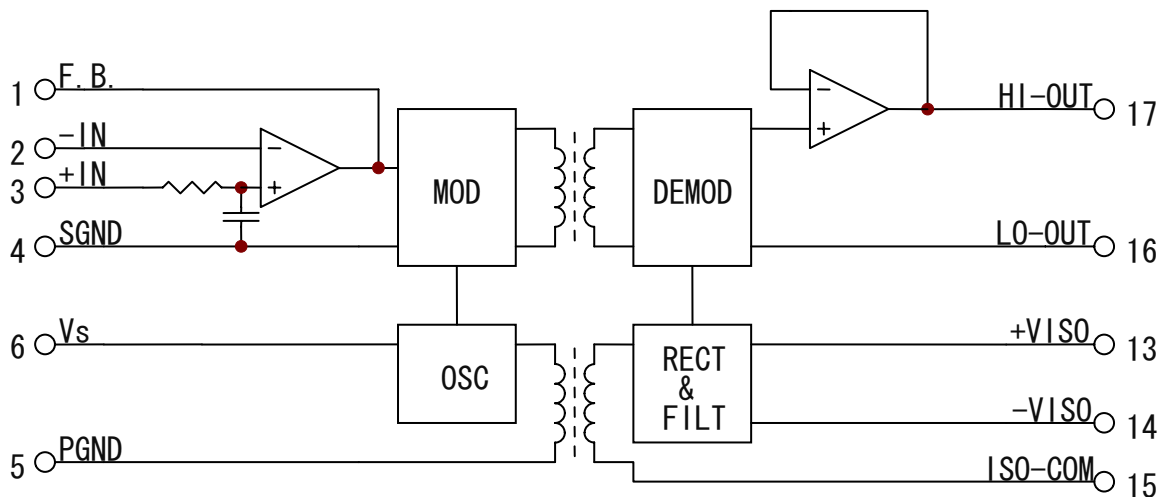 1 F.B.
2 -IN
3 +IN
4 SGND
6 Vs
5 PGND
-
+
MOD
OSC
DEMOD
RECT
&
FILT
-
+
HI-OUT 17
LO-OUT 16
+VISO 13
-VISO 14
ISO-COM 15